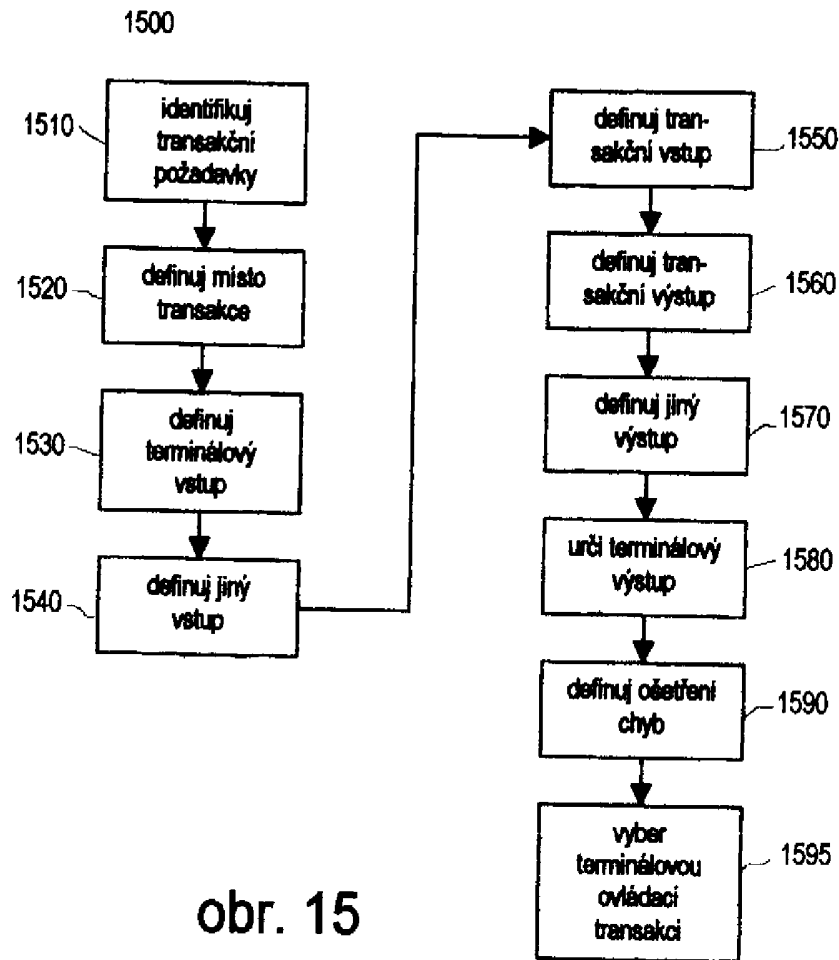 1500
1510
identifikuj
transakční
požadavky
1520
definuj místo
transakce
1530
definuj
terminálový
vstup
1540
definuj jiný
vstup
definuj tran-
sakční vstup
1550
definuj tran-
sakční výstup
1560
definuj jiný
výstup
1570
urči terminálový
výstup
1580
definuj ošetření
chyb
1590
vyber
terminálovou
ovládací
transakci
1595
obr. 15